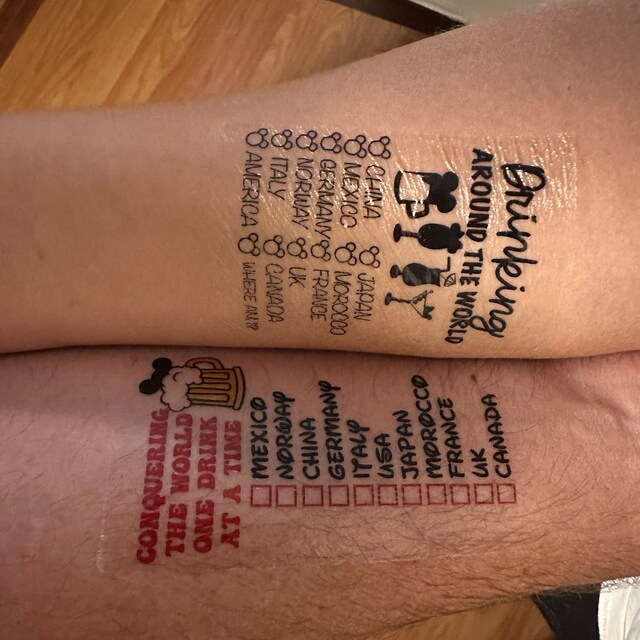 Drinking
AROUND THE WORLD
CHINA
JAPAN
MEXICO
MOROCCO
GERMANY
FRANCE
NORWAY
UK
ITALY
CANADA
AMERICA
WHERE AM I?
CONQUERING
THE WORLD
ONE DRINK
AT A TIME
MEXICO
NORWAY
CHINA
GERMANY
ITALY
USA
JAPAN
MOROCCO
FRANCE
UK
CANADA